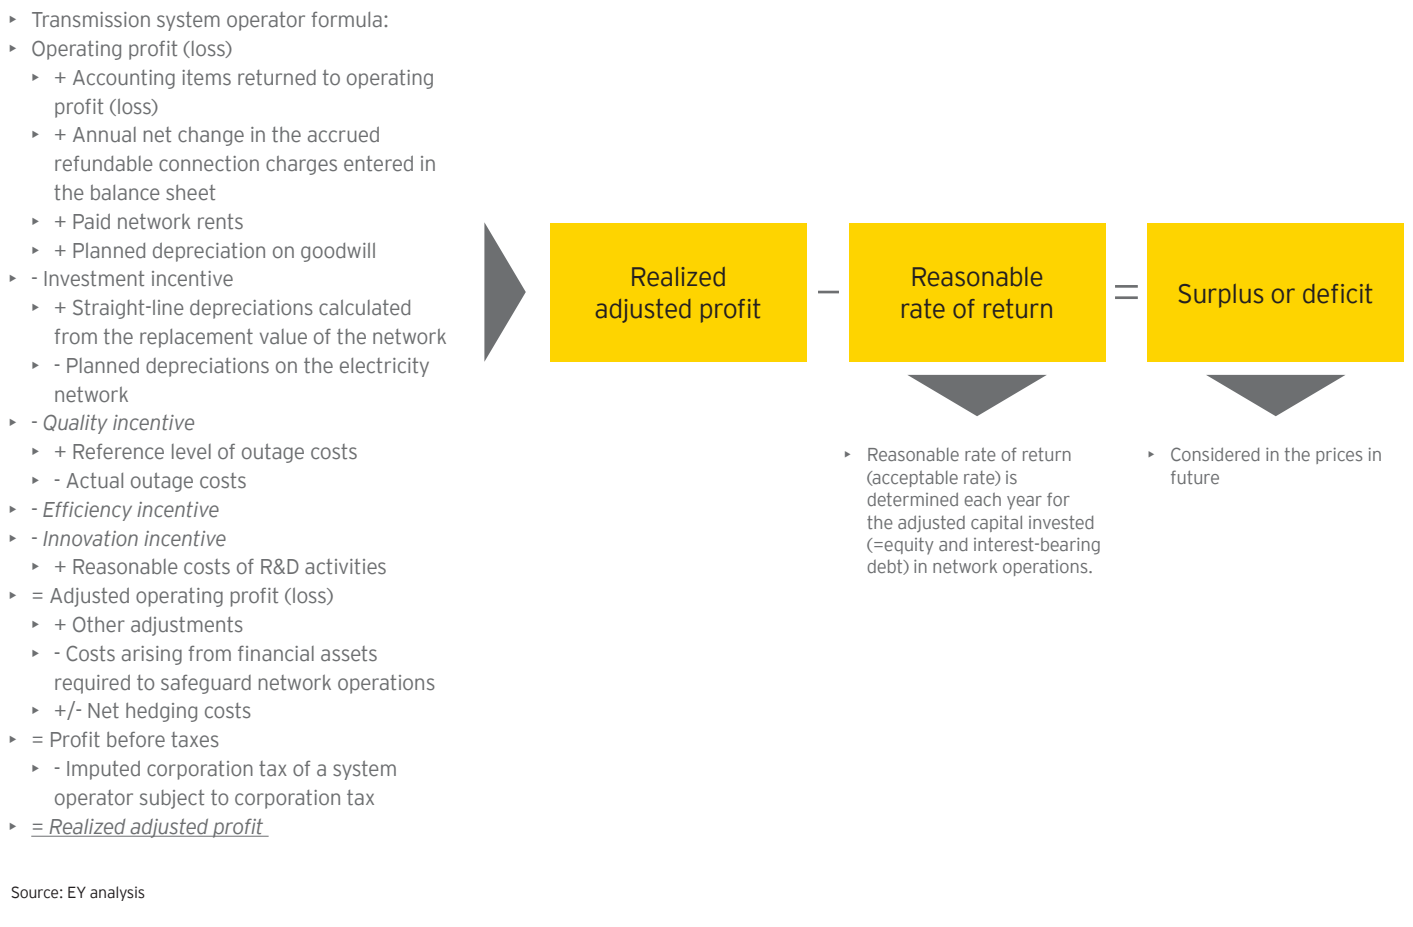 ‣ Transmission system operator formula:
‣ Operating profit (loss)
‣ + Accounting items returned to operating
profit (loss)
‣ + Annual net change in the accrued
refundable connection charges entered in
the balance sheet
‣ + Paid network rents
‣ + Planned depreciation on goodwill
‣ - Investment incentive
‣ + Straight-line depreciations calculated
from the replacement value of the network
‣ - Planned depreciations on the electricity
network
‣ - Quality incentive
‣ + Reference level of outage costs
‣ - Actual outage costs
‣ - Efficiency incentive
‣ - Innovation incentive
‣ + Reasonable costs of R&D activities
‣ = Adjusted operating profit (loss)
‣ + Other adjustments
‣ - Costs arising from financial assets
required to safeguard network operations
‣ +/- Net hedging costs
‣ = Profit before taxes
‣ - Imputed corporation tax of a system
operator subject to corporation tax
‣ = Realized adjusted profit
Realized
adjusted profit
–
Reasonable
rate of return
=
Surplus or deficit
‣ Reasonable rate of return
(acceptable rate) is
determined each year for
the adjusted capital invested
(=equity and interest-bearing
debt) in network operations.
‣ Considered in the prices in
future
Source: EY analysis